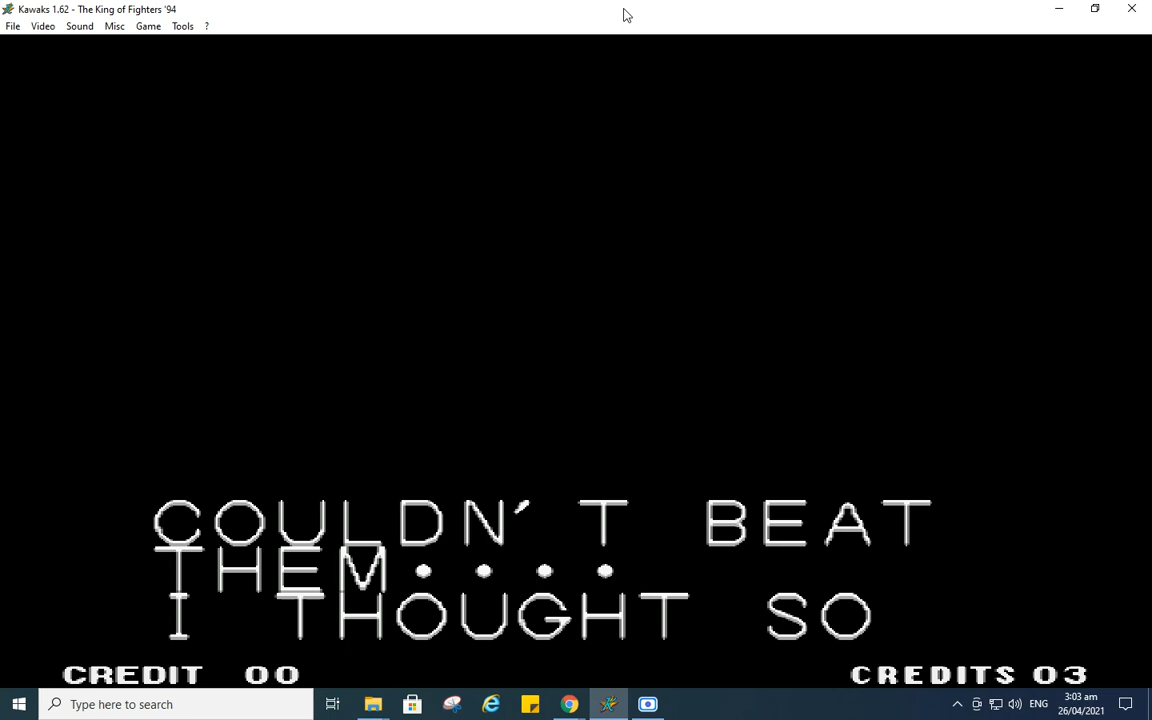 Kawaks 1.62 - The King of Fighters '94
File Video Sound Misc Game Tools ?
COULDN'T BEAT
THEM....
I THOUGHT SO
CREDIT 00
CREDITS 03
Type here to search
ENG
3:03 am
26/04/2021